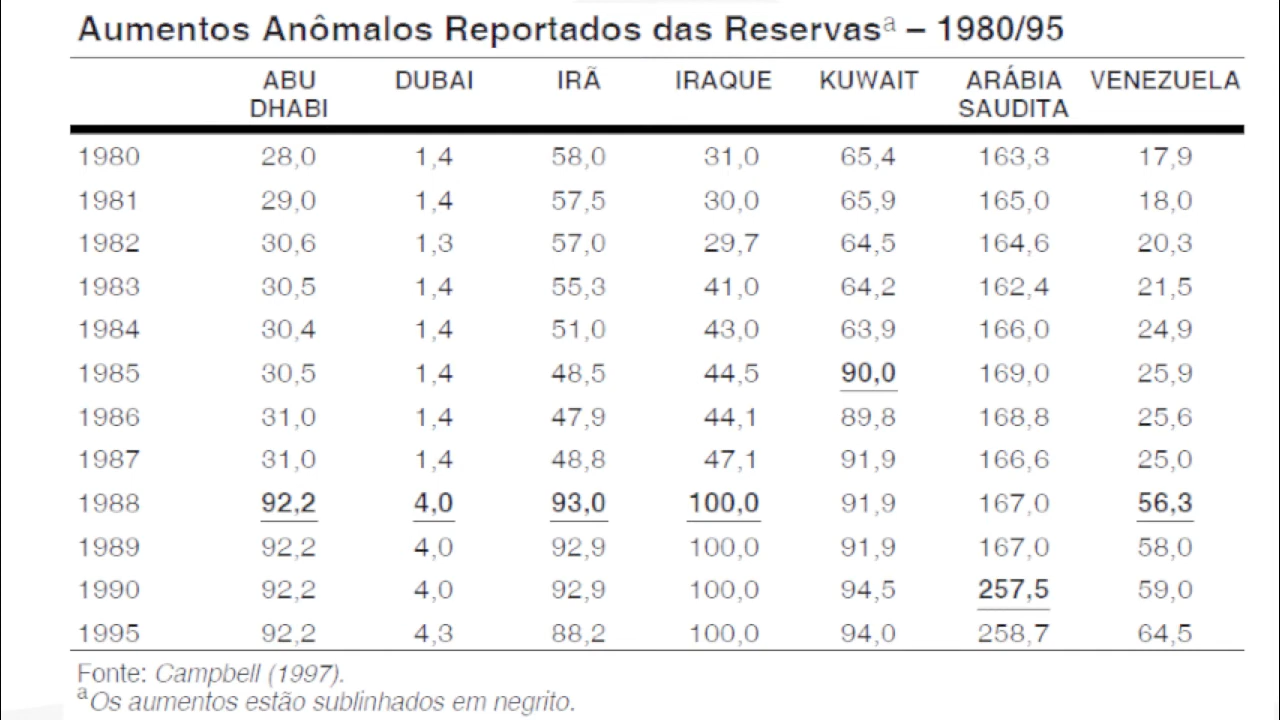 Aumentos Anômalos Reportados das Reservasª – 1980/95
ABU DHABI DUBAI IRÃ IRAQUE KUWAIT ARÁBIA SAUDITA VENEZUELA
1980 28,0 1,4 58,0 31,0 65,4 163,3 17,9
1981 29,0 1,4 57,5 30,0 65,9 165,0 18,0
1982 30,6 1,3 57,0 29,7 64,5 164,6 20,3
1983 30,5 1,4 55,3 41,0 64,2 162,4 21,5
1984 30,4 1,4 51,0 43,0 63,9 166,0 24,9
1985 30,5 1,4 48,5 44,5 90,0 169,0 25,9
1986 31,0 1,4 47,9 44,1 89,8 168,8 25,6
1987 31,0 1,4 48,8 47,1 91,9 166,6 25,0
1988 92,2 4,0 93,0 100,0 91,9 167,0 56,3
1989 92,2 4,0 92,9 100,0 91,9 167,0 58,0
1990 92,2 4,0 92,9 100,0 94,5 257,5 59,0
1995 92,2 4,3 88,2 100,0 94,0 258,7 64,5
Fonte: Campbell (1997).
ª Os aumentos estão sublinhados em negrito.